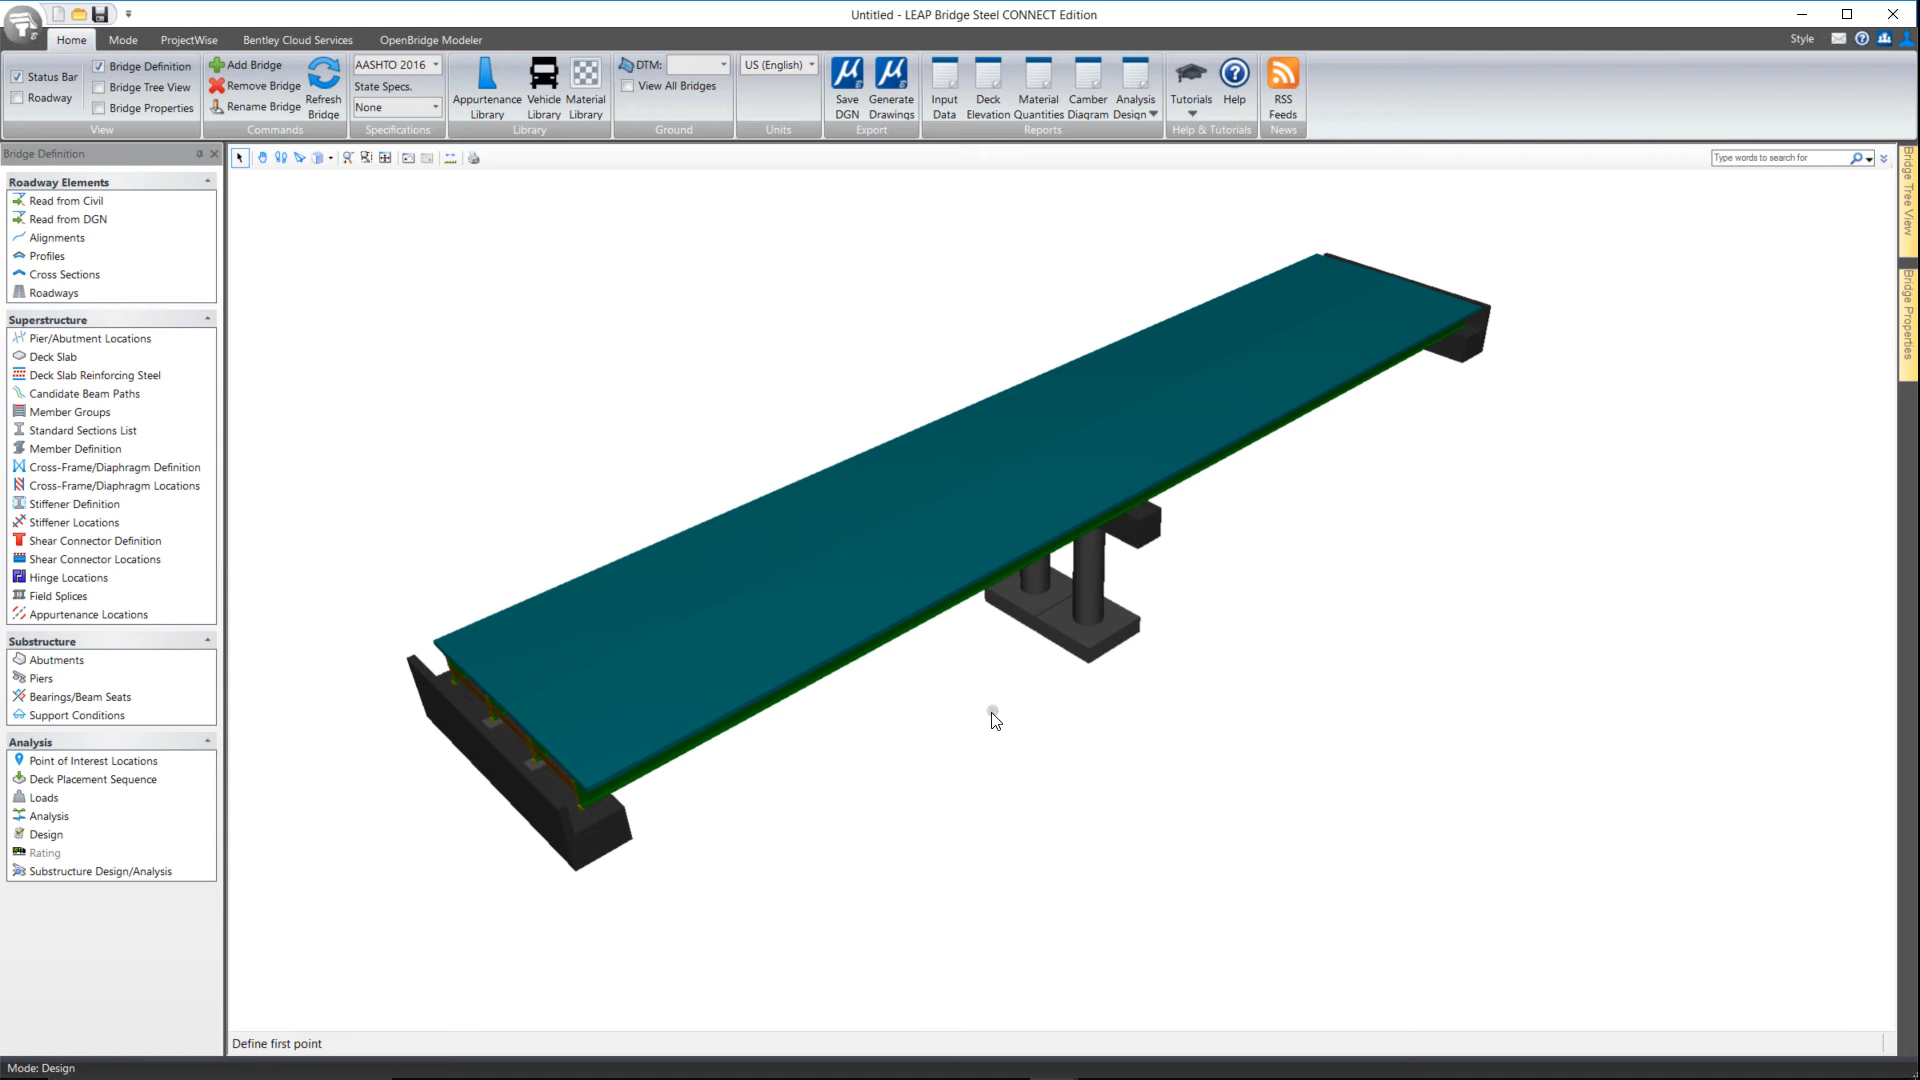 Untitled - LEAP Bridge Steel CONNECT Edition
Home Mode ProjectWise Bentley Cloud Services OpenBridge Modeler Style
Status Bar
Roadway
Bridge Definition
Bridge Tree View
Bridge Properties
View
Add Bridge
Remove Bridge
Rename Bridge
Refresh
Bridge
Commands
AASHTO 2016
State Specs.
None
Specifications
Appurtenance
Library
Vehicle
Library
Material
Library
Library
DTM:
View All Bridges
Ground
US (English)
Units
Save
DGN
Generate
Drawings
Export
Input
Data
Deck
Elevation
Material
Quantities
Camber
Diagram
Analysis
Design
Reports
Tutorials
Help
Help & Tutorials
RSS
Feeds
News
Bridge Definition
Type words to search for
Bridge Tree View
Bridge Properties
Roadway Elements
Read from Civil
Read from DGN
Alignments
Profiles
Cross Sections
Roadways
Superstructure
Pier/Abutment Locations
Deck Slab
Deck Slab Reinforcing Steel
Candidate Beam Paths
Member Groups
Standard Sections List
Member Definition
Cross-Frame/Diaphragm Definition
Cross-Frame/Diaphragm Locations
Stiffener Definition
Stiffener Locations
Shear Connector Definition
Shear Connector Locations
Hinge Locations
Field Splices
Appurtenance Locations
Substructure
Abutments
Piers
Bearings/Beam Seats
Support Conditions
Analysis
Point of Interest Locations
Deck Placement Sequence
Loads
Analysis
Design
Rating
Substructure Design/Analysis
Define first point
Mode: Design